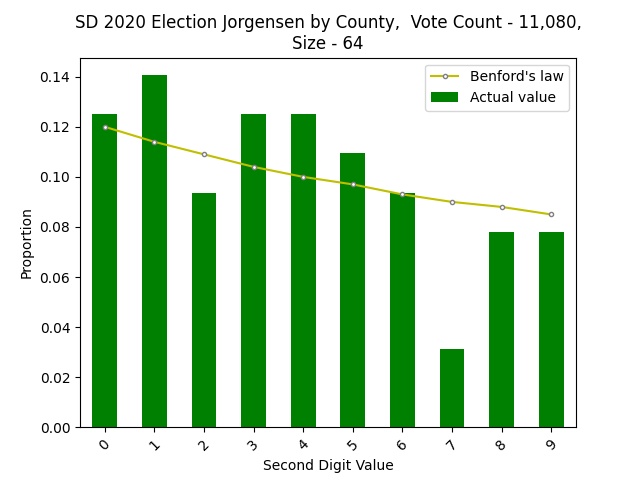 SD 2020 Election Jorgensen by County,  Vote Count - 11,080,
Size - 64
Benford's law
Actual value
0.14
0.12
0.10
0.08
0.06
0.04
0.02
0.00
Proportion
0 1 2 3 4 5 6 7 8 9
Second Digit Value